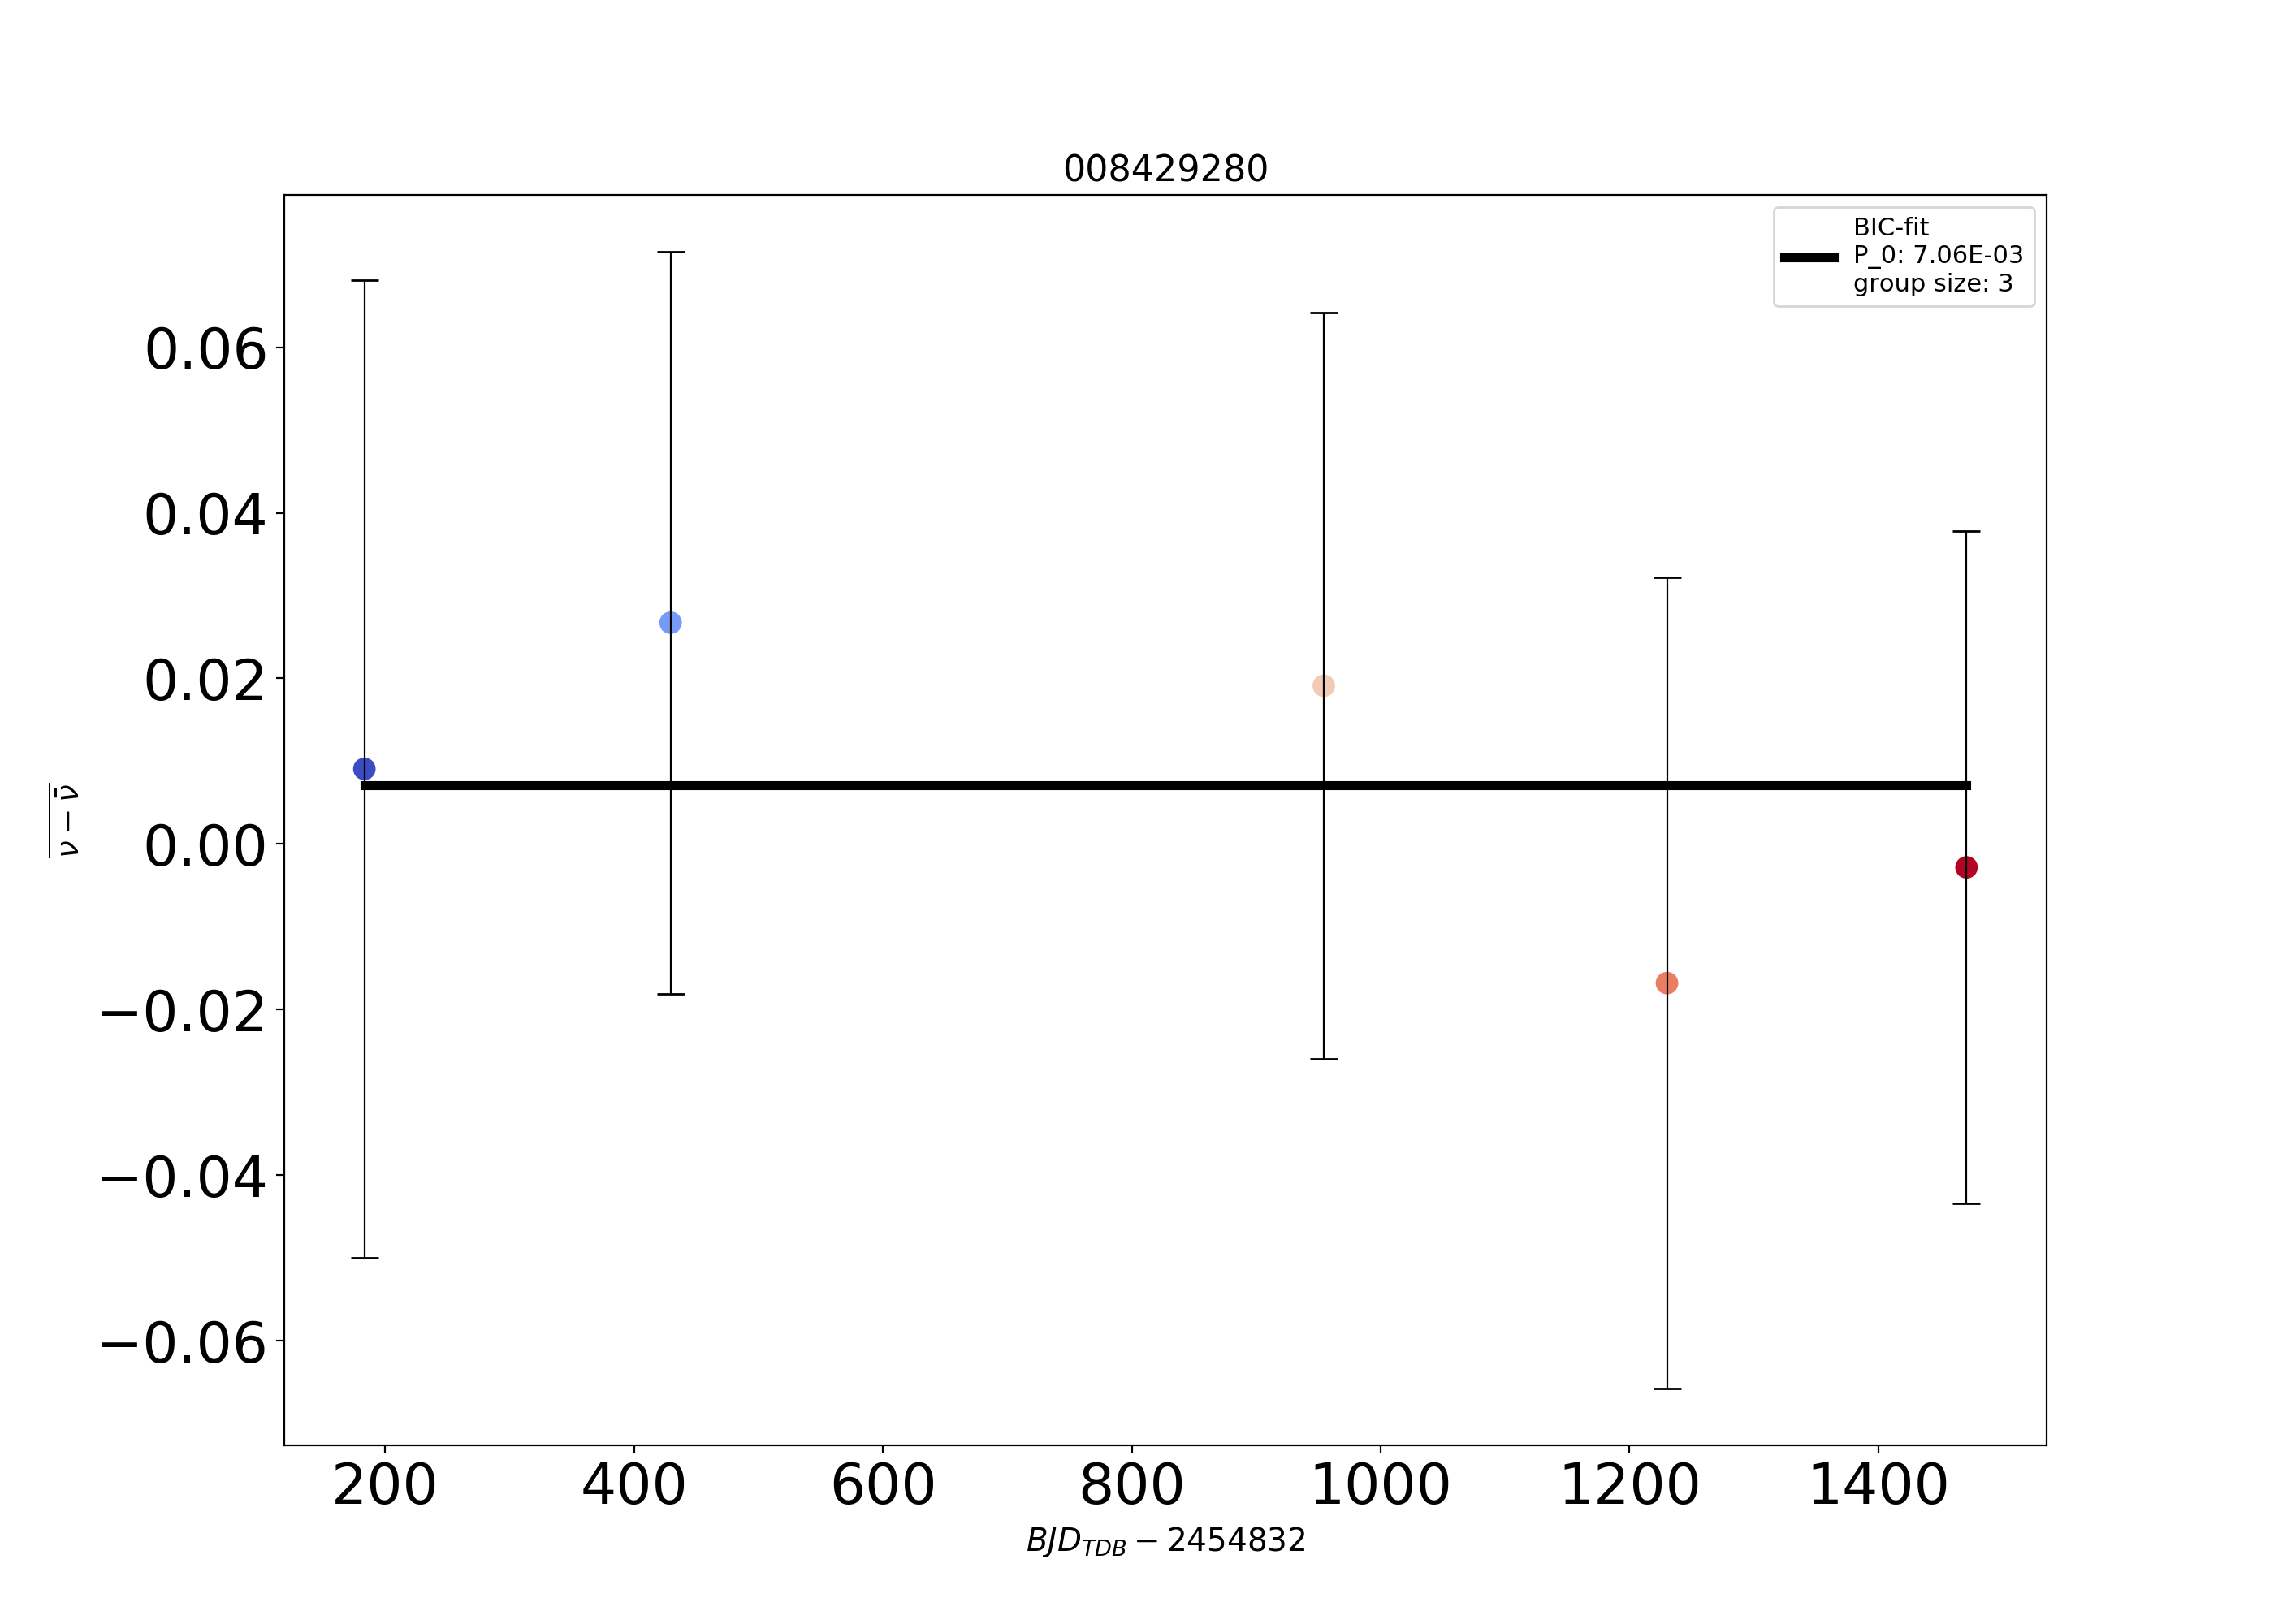 008429280
BIC-fit
P_0: 7.06E-03
group size: 3
0.06
0.04
0.02
0.00
−0.02
−0.04
−0.06
ν − ν̄
200 400 600 800 1000 1200 1400
BJD_TDB − 2454832